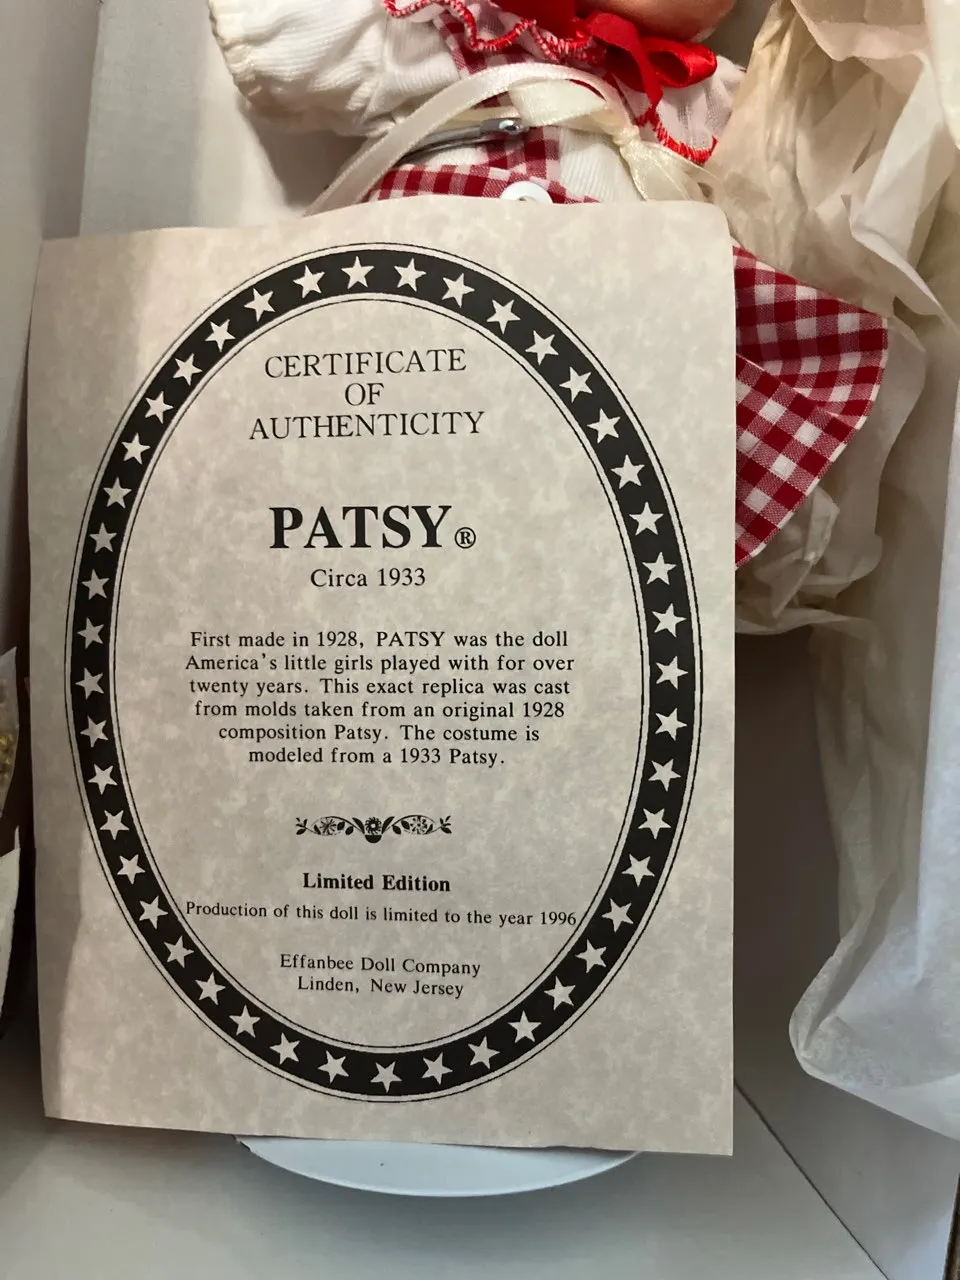 CERTIFICATE
OF
AUTHENTICITY
PATSY®
Circa 1933
First made in 1928, PATSY was the doll
America's little girls played with for over
twenty years. This exact replica was cast
from molds taken from an original 1928
composition Patsy. The costume is
modeled from a 1933 Patsy.
Limited Edition
Production of this doll is limited to the year 1996
Effanbee Doll Company
Linden, New Jersey